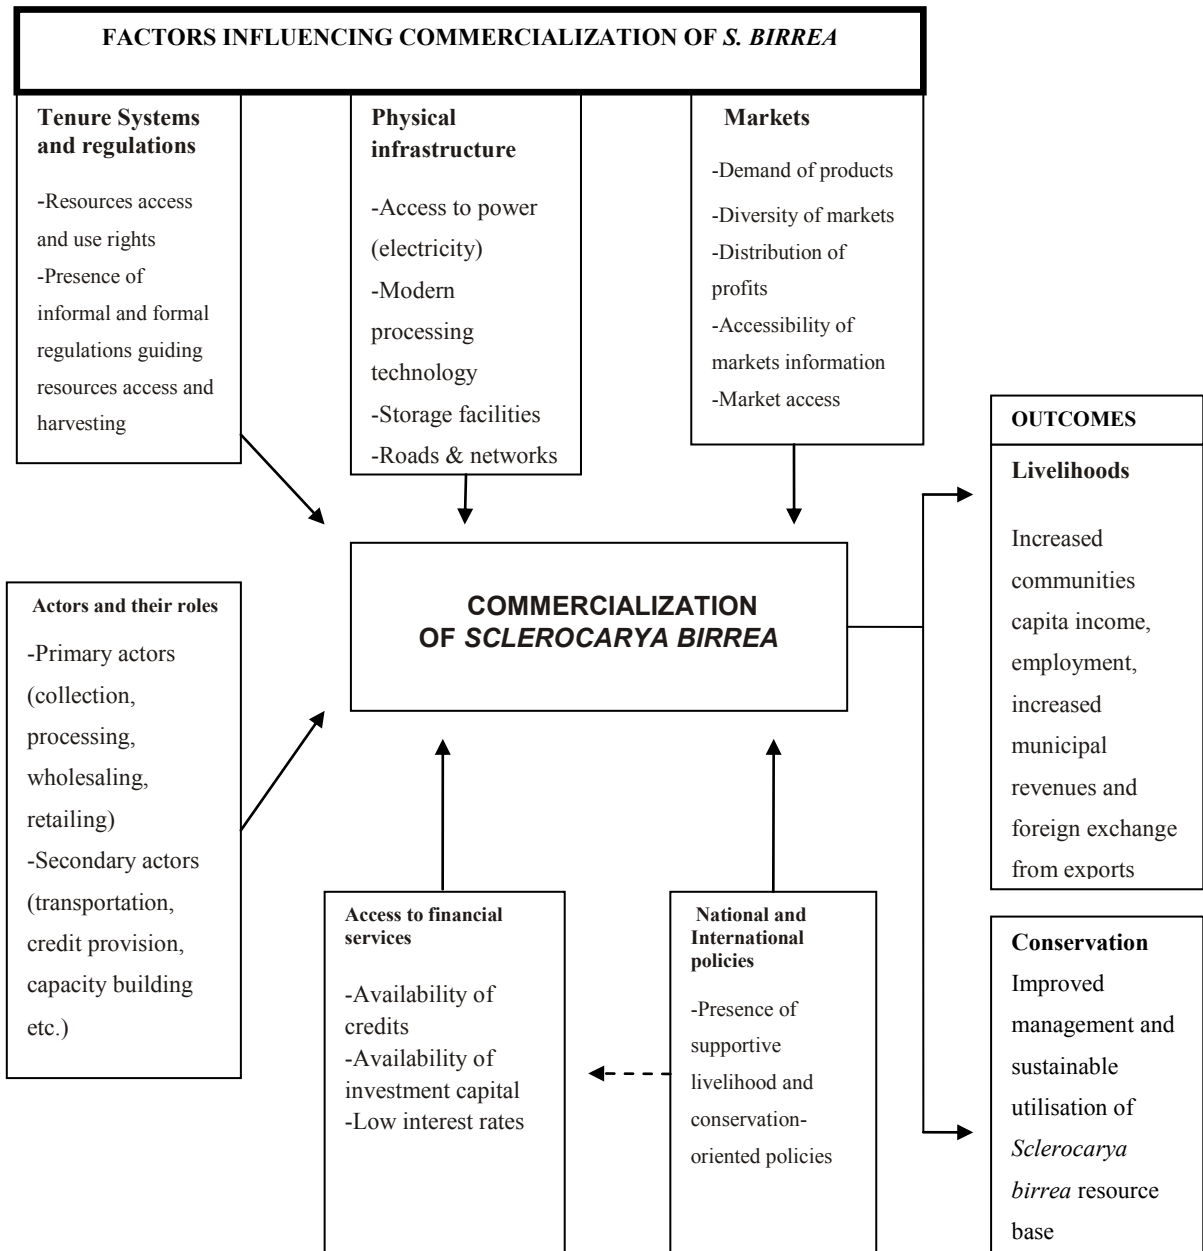 FACTORS INFLUENCING COMMERCIALIZATION OF S. BIRREA
Tenure Systems
and regulations
-Resources access
and use rights
-Presence of
informal and formal
regulations guiding
resources access and
harvesting
Physical
infrastructure
-Access to power
(electricity)
-Modern
processing
technology
-Storage facilities
-Roads & networks
Markets
-Demand of products
-Diversity of markets
-Distribution of
profits
-Accessibility of
markets information
-Market access
Actors and their roles
-Primary actors
(collection,
processing,
wholesaling,
retailing)
-Secondary actors
(transportation,
credit provision,
capacity building
etc.)
COMMERCIALIZATION
OF SCLEROCARYA BIRREA
Access to financial
services
-Availability of
credits
-Availability of
investment capital
-Low interest rates
National and
International
policies
-Presence of
supportive
livelihood and
conservation-
oriented policies
OUTCOMES
Livelihoods
Increased
communities
capita income,
employment,
increased
municipal
revenues and
foreign exchange
from exports
Conservation
Improved
management and
sustainable
utilisation of
Sclerocarya
birrea resource
base